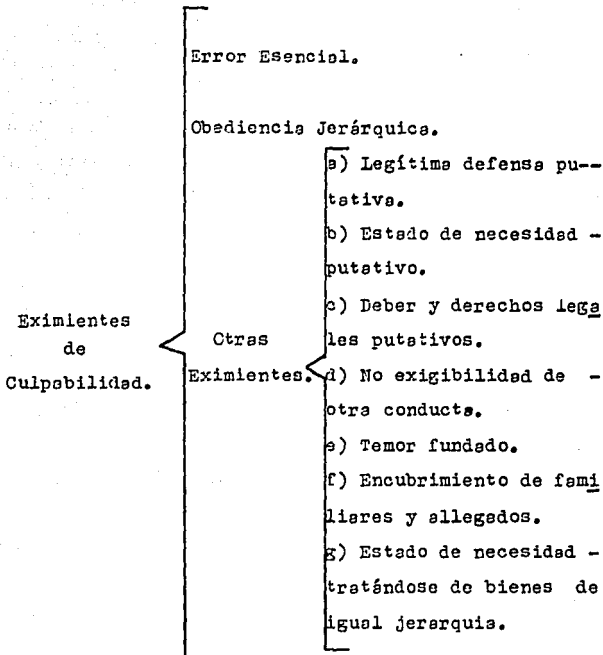 Error Esencial.
Obediencia Jerárquica.
a) Legítima defensa pu--
tativa.
b) Estado de necesidad -
putativo.
c) Deber y derechos lega
les putativos.
d) No exigibilidad de -
otra conducta.
e) Temor fundado.
f) Encubrimiento de fami
liares y allegados.
g) Estado de necesidad -
tratándose de bienes de
igual jerarquia.
Otras
Eximientes.
Eximientes
de
Culpabilidad.